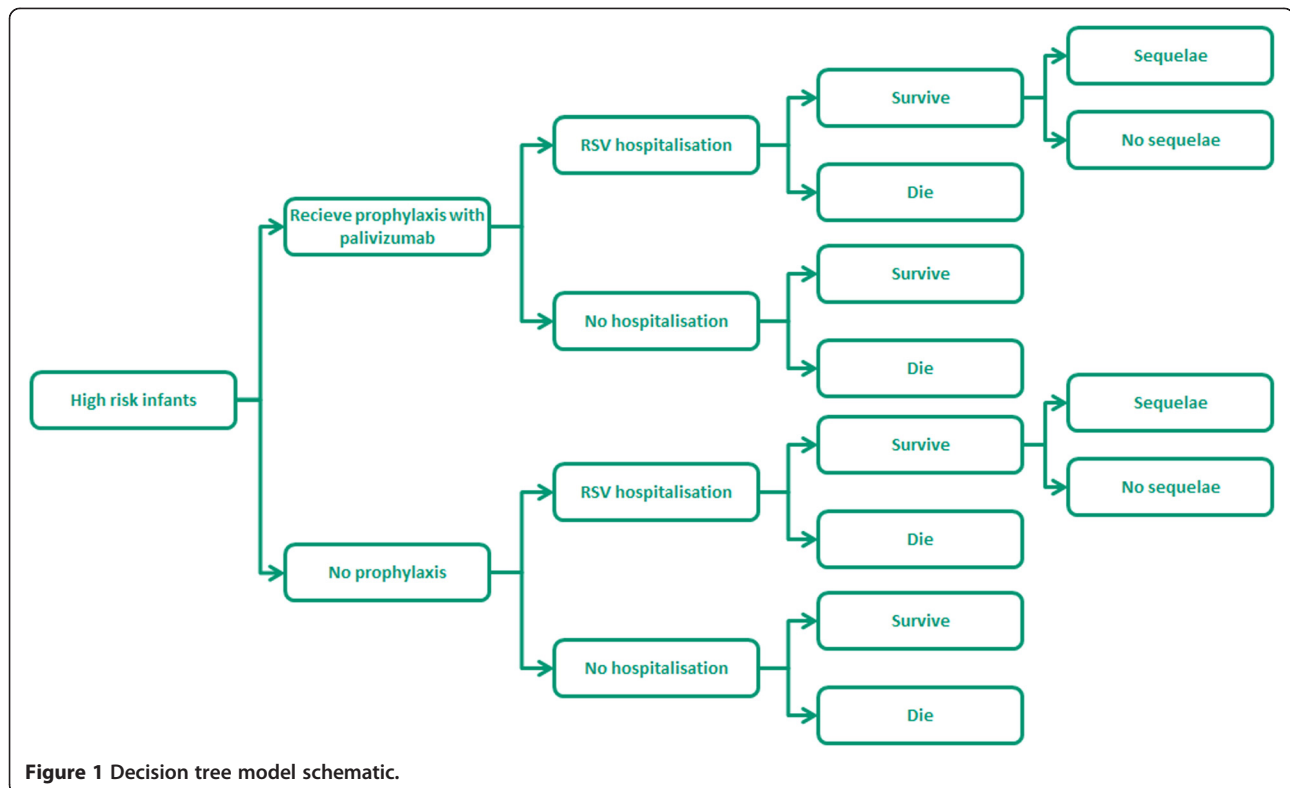 Sequelae
Survive
No sequelae
RSV hospitalisation
Die
Recieve prophylaxis with
palivizumab
Survive
No hospitalisation
Die
High risk infants
Sequelae
Survive
No sequelae
RSV hospitalisation
Die
No prophylaxis
Survive
No hospitalisation
Die
Figure 1 Decision tree model schematic.